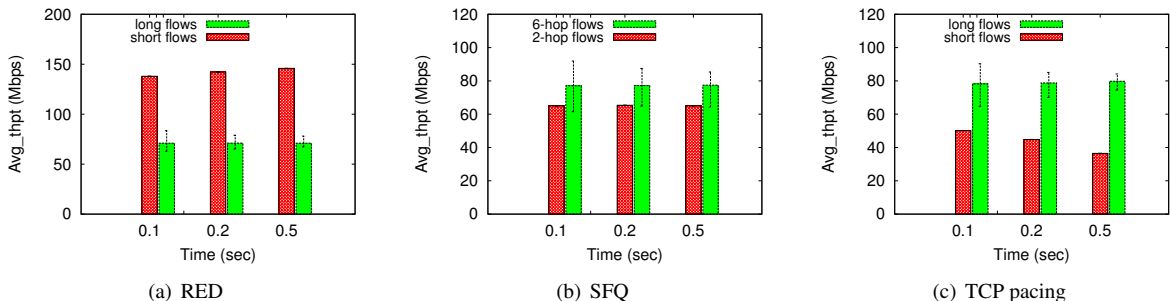 200
150
100
50
0
Avg_thpt (Mbps)
long flows
short flows
0.1 0.2 0.5
Time (sec)
(a) RED
120
100
80
60
40
20
0
Avg_thpt (Mbps)
6-hop flows
2-hop flows
0.1 0.2 0.5
Time (sec)
(b) SFQ
120
100
80
60
40
20
0
Avg_thpt (Mbps)
long flows
short flows
0.1 0.2 0.5
Time (sec)
(c) TCP pacing